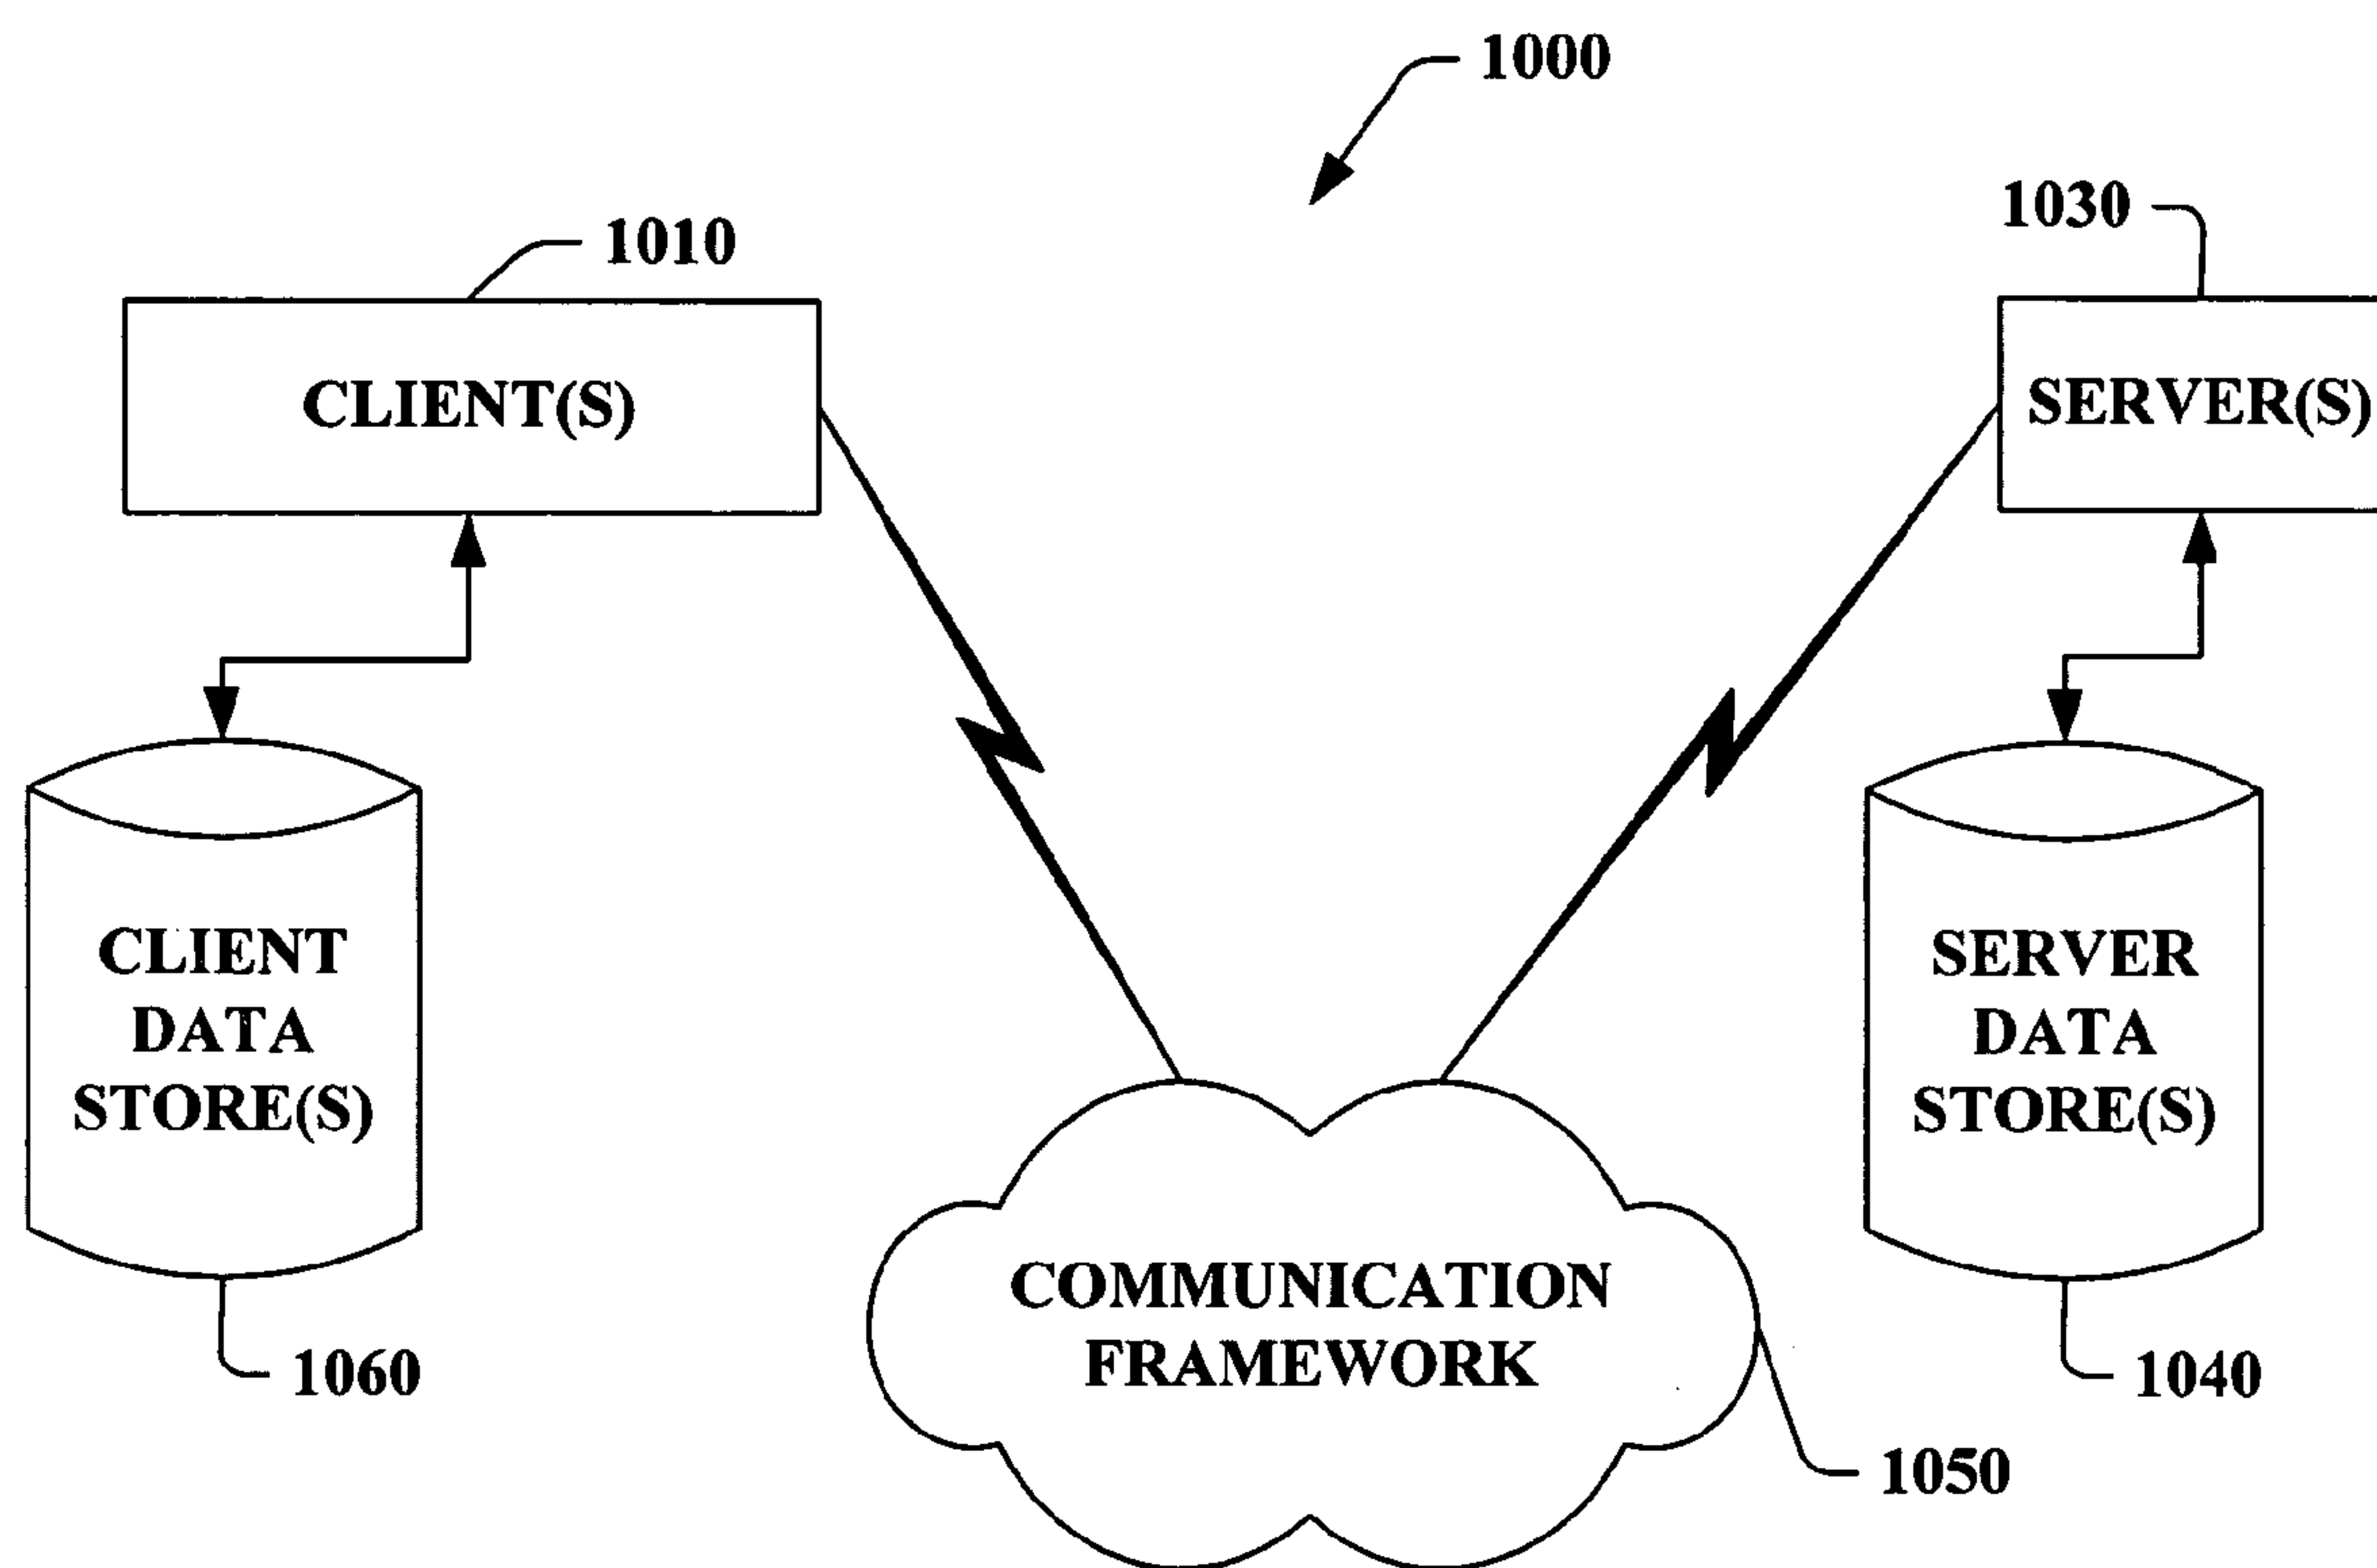 1000
1010
1030
CLIENT(S)
SERVER(S)
CLIENT
DATA
STORE(S)
SERVER
DATA
STORE(S)
COMMUNICATION
FRAMEWORK
1060
1040
1050